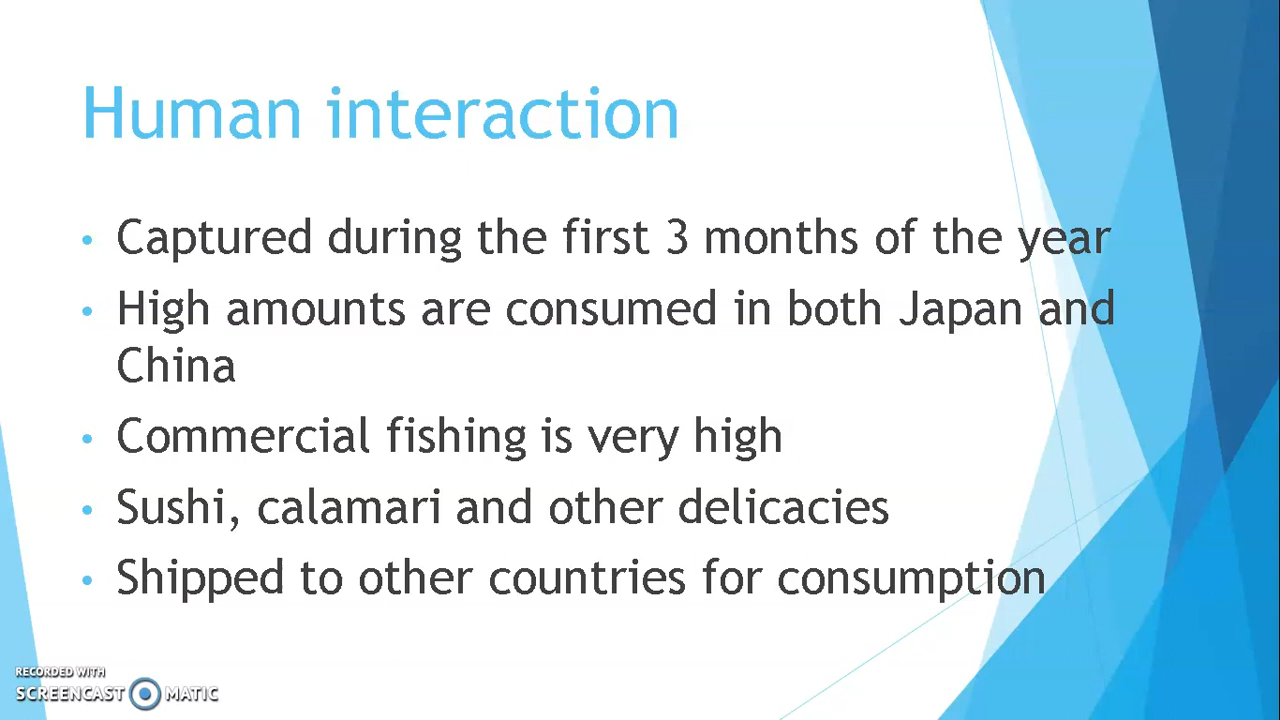 Human interaction
• Captured during the first 3 months of the year
• High amounts are consumed in both Japan and
China
• Commercial fishing is very high
• Sushi, calamari and other delicacies
• Shipped to other countries for consumption
RECORDED WITH
SCREENCAST MATIC